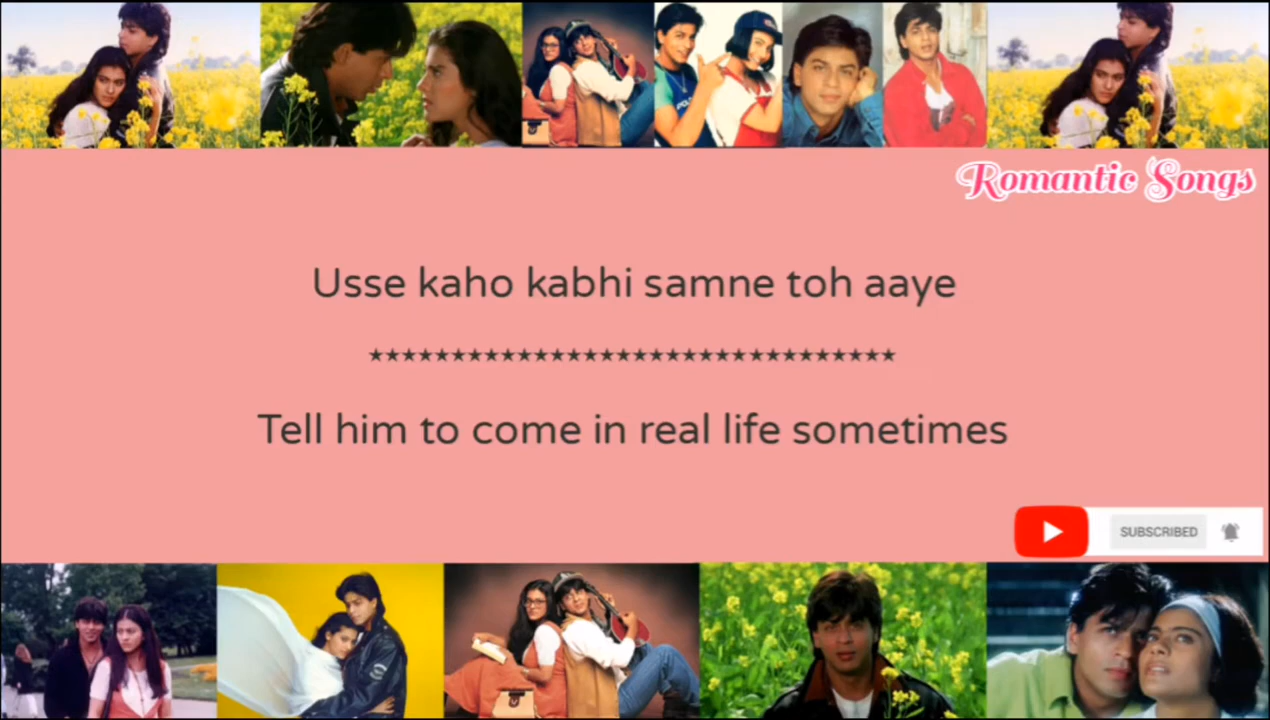 Romantic Songs
Usse kaho kabhi samne toh aaye
********************************
Tell him to come in real life sometimes
SUBSCRIBED